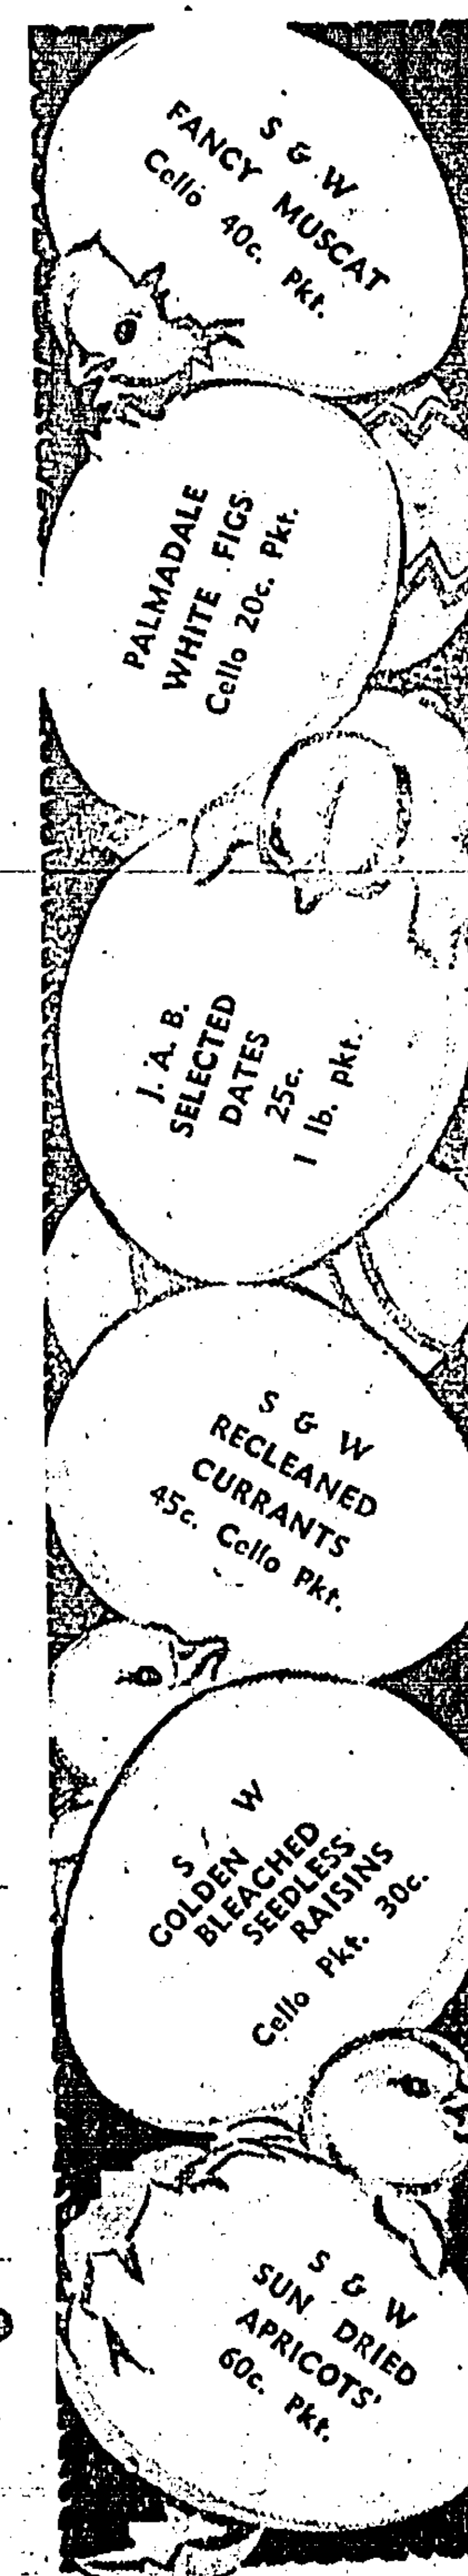 S & W
FANCY MUSCAT
Cello 40c. Pkt.
PALMADALE
WHITE FIGS
Cello 20c. Pkt.
J. A. B.
SELECTED
DATES
25c.
1 lb. pkt.
S & W
RECLEANED
CURRANTS
45c. Cello Pkt.
S W
GOLDEN
BLEACHED
SEEDLESS
RAISINS
Cello Pkt. 30c.
S & W
SUN DRIED
APRICOTS
60c. Pkt.